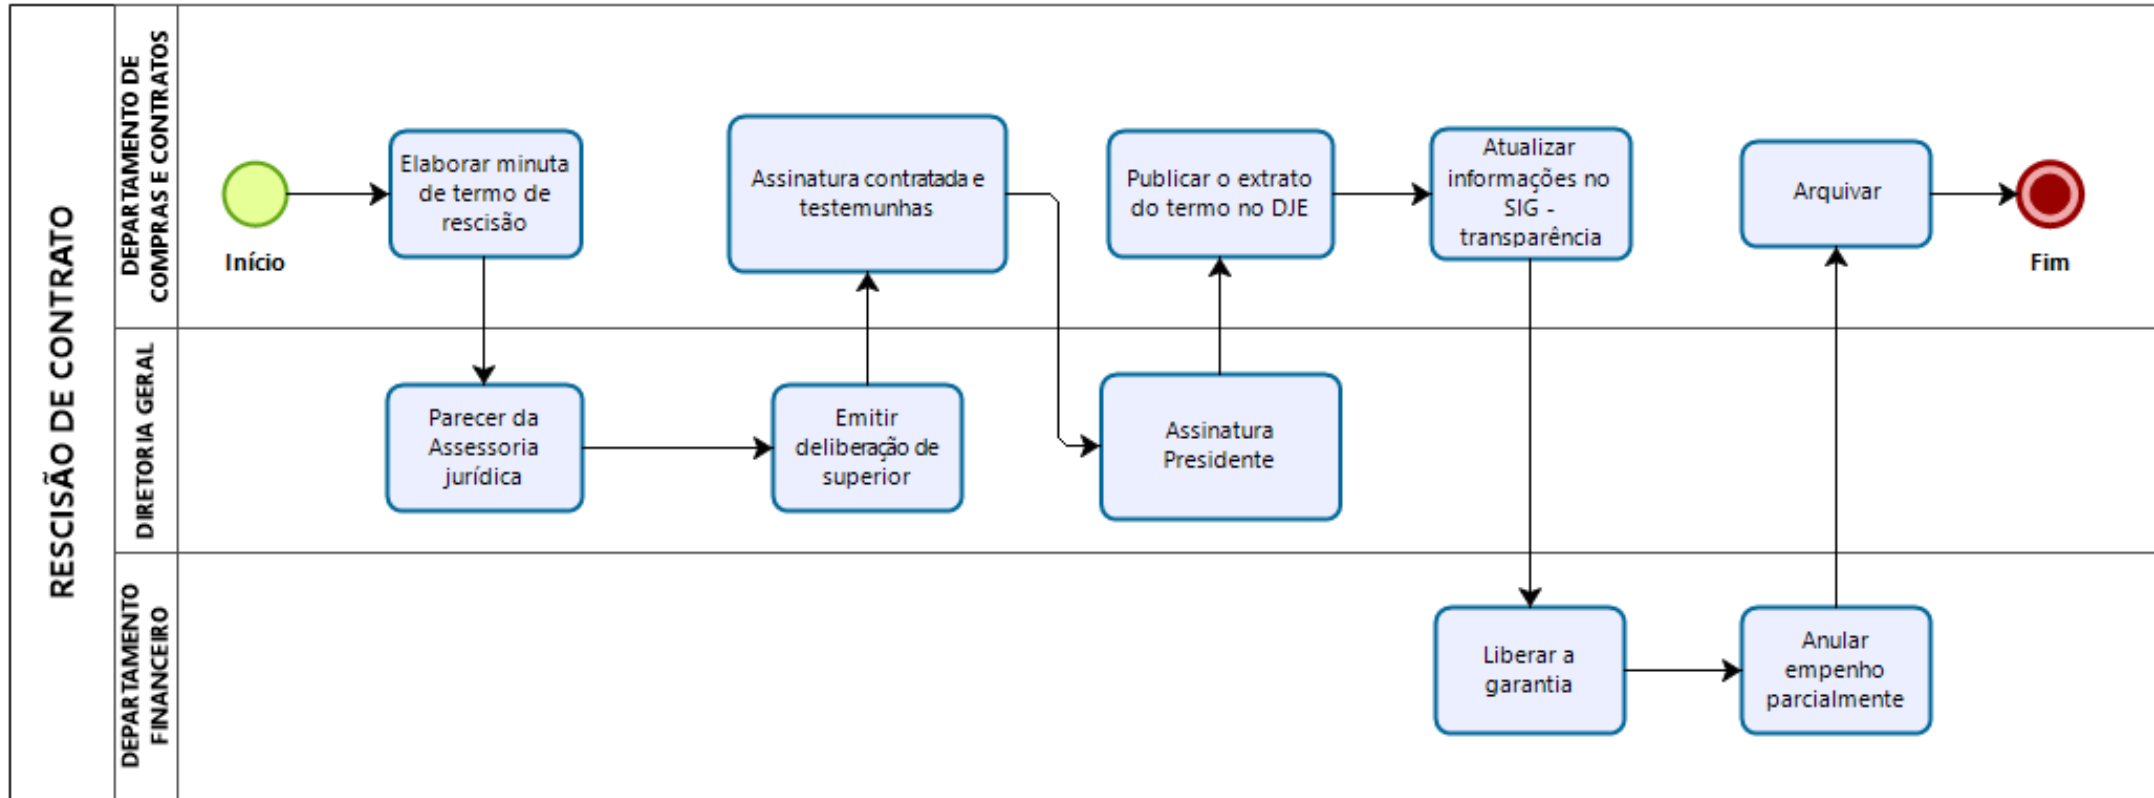 RESCISÃO DE CONTRATO
DEPARTAMENTO DE
COMPRAS E CONTRATOS
Início
Elaborar minuta
de termo de
rescisão
Assinatura contratada e
testemunhas
Publicar o extrato
do termo no DJE
Atualizar
informações no
SIG -
transparência
Arquivar
Fim
DIRETORIA GERAL
Parecer da
Assessoria
jurídica
Emitir
deliberação de
superior
Assinatura
Presidente
DEPARTAMENTO
FINANCEIRO
Liberar a
garantia
Anular
empenho
parcialmente